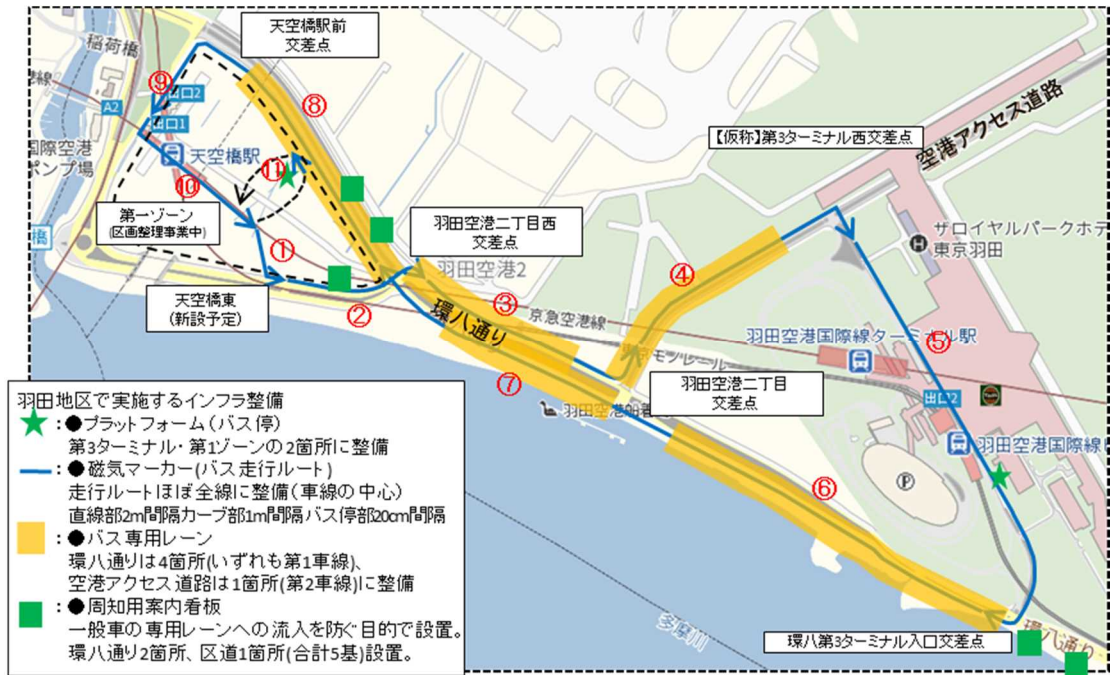 稲荷橋
天空橋駅前
交差点
⑨
出口2
A2
出口1
国際空港
ポンプ場
天空橋駅
⑧
⑪
⑩
第一ゾーン
(区画整理事業中)
橋
①
天空橋東
(新設予定)
②
羽田空港二丁目西
交差点
羽田空港2
③
環八通り
京急空港線
⑦
④
【仮称】第3ターミナル西交差点
空港アクセス道路
ザロイヤルパークホテ
東京羽田
羽田空港国際線ターミナル駅
⑤
モノレール
羽田空港二丁目
交差点
出口2
羽田空港国際線
P
⑥
多摩川
環八第3ターミナル入口交差点
環八通り
羽田地区で実施するインフラ整備
:●プラットフォーム(バス停)
第3ターミナル・第1ゾーンの2箇所に整備
:●磁気マーカー(バス走行ルート)
走行ルートほぼ全線に整備(車線の中心)
直線部2m間隔カーブ部1m間隔バス停部20cm間隔
:●バス専用レーン
環八通りは4箇所(いずれも第1車線)、
空港アクセス道路は1箇所(第2車線)に整備
:●周知用案内看板
一般車の専用レーンへの流入を防ぐ目的で設置。
環八通り2箇所、区道1箇所(合計5基)設置。